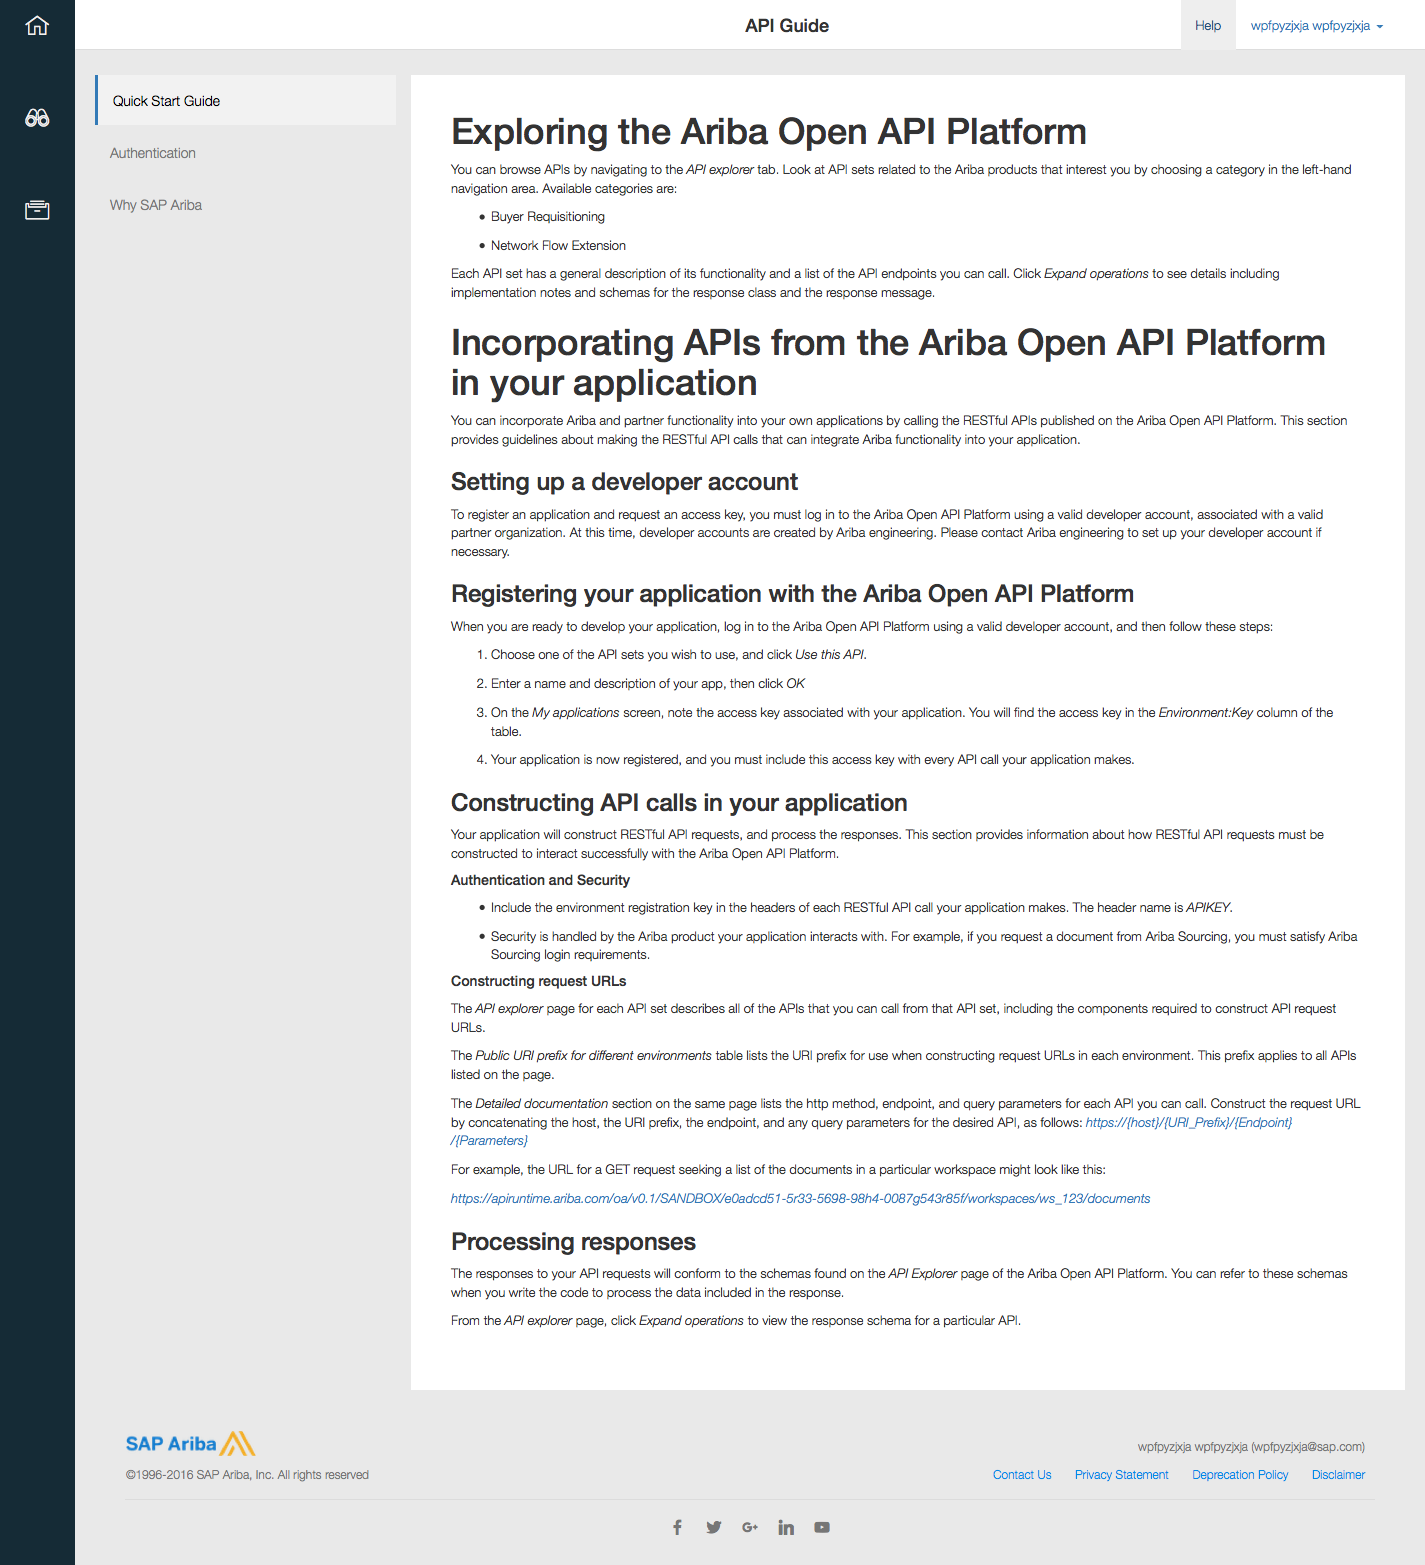 API Guide
Help
wpfpyzjxja wpfpyzjxja
Quick Start Guide
Authentication
Why SAP Ariba
Exploring the Ariba Open API Platform
You can browse APIs by navigating to the API explorer tab. Look at API sets related to the Ariba products that interest you by choosing a category in the left-hand
navigation area. Available categories are:
• Buyer Requisitioning
• Network Flow Extension
Each API set has a general description of its functionality and a list of the API endpoints you can call. Click Expand operations to see details including
implementation notes and schemas for the response class and the response message.
Incorporating APIs from the Ariba Open API Platform
in your application
You can incorporate Ariba and partner functionality into your own applications by calling the RESTful APIs published on the Ariba Open API Platform. This section
provides guidelines about making the RESTful API calls that can integrate Ariba functionality into your application.
Setting up a developer account
To register an application and request an access key, you must log in to the Ariba Open API Platform using a valid developer account, associated with a valid
partner organization. At this time, developer accounts are created by Ariba engineering. Please contact Ariba engineering to set up your developer account if
necessary.
Registering your application with the Ariba Open API Platform
When you are ready to develop your application, log in to the Ariba Open API Platform using a valid developer account, and then follow these steps:
1. Choose one of the API sets you wish to use, and click Use this API.
2. Enter a name and description of your app, then click OK
3. On the My applications screen, note the access key associated with your application. You will find the access key in the Environment:Key column of the
table.
4. Your application is now registered, and you must include this access key with every API call your application makes.
Constructing API calls in your application
Your application will construct RESTful API requests, and process the responses. This section provides information about how RESTful API requests must be
constructed to interact successfully with the Ariba Open API Platform.
Authentication and Security
• Include the environment registration key in the headers of each RESTful API call your application makes. The header name is APIKEY.
• Security is handled by the Ariba product your application interacts with. For example, if you request a document from Ariba Sourcing, you must satisfy Ariba
Sourcing login requirements.
Constructing request URLs
The API explorer page for each API set describes all of the APIs that you can call from that API set, including the components required to construct API request
URLs.
The Public URI prefix for different environments table lists the URI prefix for use when constructing request URLs in each environment. This prefix applies to all APIs
listed on the page.
The Detailed documentation section on the same page lists the http method, endpoint, and query parameters for each API you can call. Construct the request URL
by concatenating the host, the URI prefix, the endpoint, and any query parameters for the desired API, as follows: https://{host}/{URI_Prefix}/{Endpoint}
/{Parameters}
For example, the URL for a GET request seeking a list of the documents in a particular workspace might look like this:
https://apiruntime.ariba.com/oa/v0.1/SANDBOX/e0adcd51-5r33-5698-98h4-0087g543r85f/workspaces/ws_123/documents
Processing responses
The responses to your API requests will conform to the schemas found on the API Explorer page of the Ariba Open API Platform. You can refer to these schemas
when you write the code to process the data included in the response.
From the API explorer page, click Expand operations to view the response schema for a particular API.
SAP Ariba
wpfpyzjxja wpfpyzjxja (wpfpyzjxja@sap.com)
©1996-2016 SAP Ariba, Inc. All rights reserved
Contact Us Privacy Statement Deprecation Policy Disclaimer